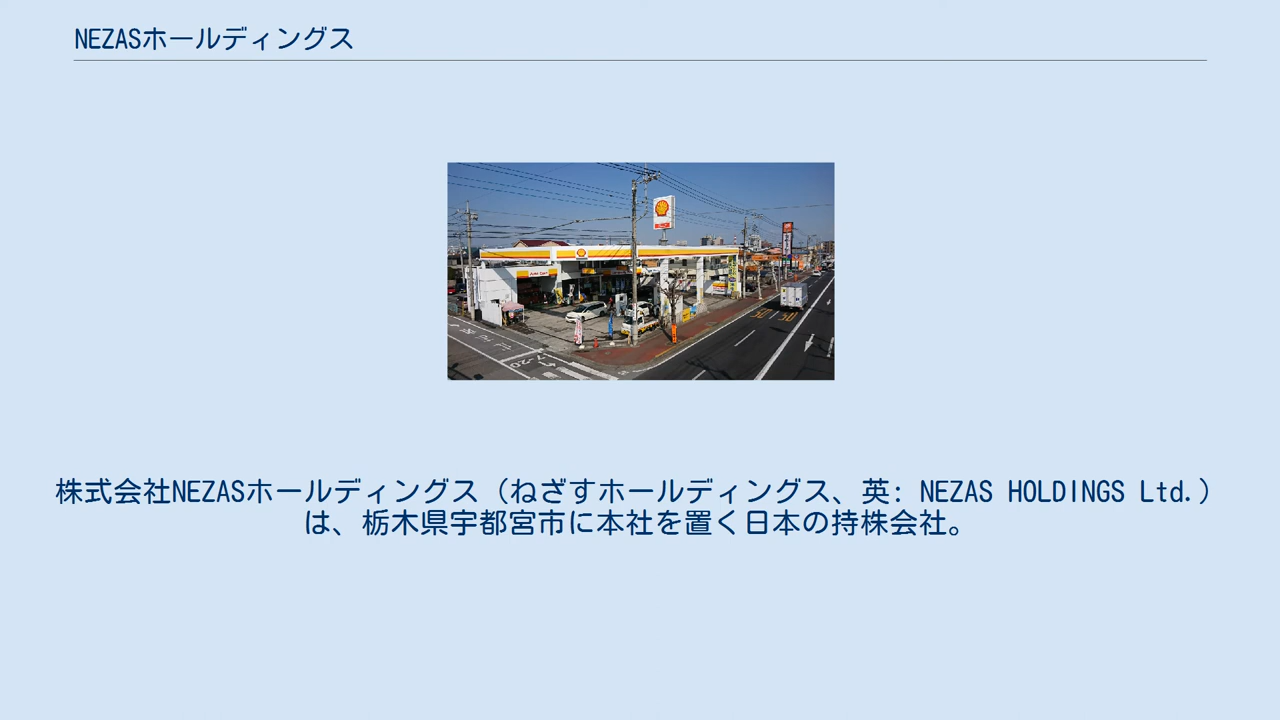 NEZASホールディングス
株式会社NEZASホールディングス（ねざすホールディングス、英: NEZAS HOLDINGS Ltd.）
は、栃木県宇都宮市に本社を置く日本の持株会社。